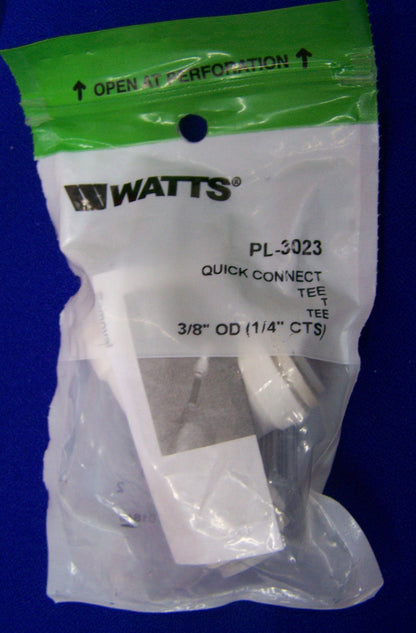 ↑ OPEN AT PERFORATION ↑
WATTS®
PL-3023
QUICK CONNECT
TEE
T
TEE
3/8" OD (1/4" CTS)